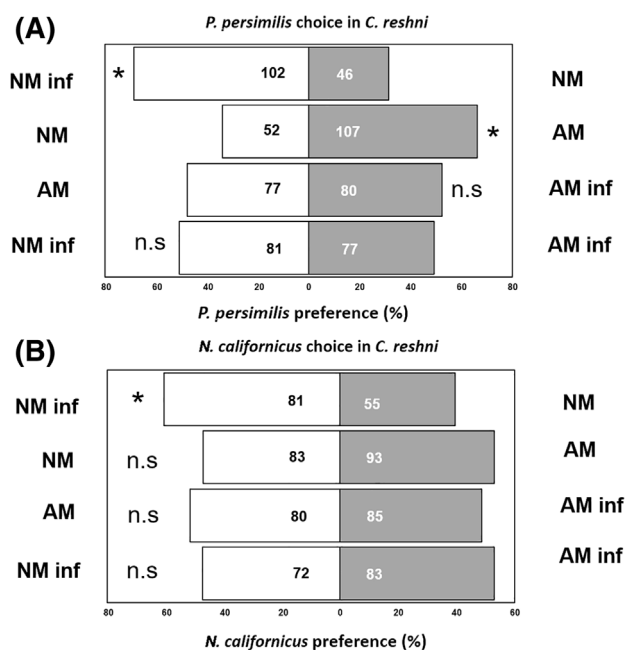 (A)
P. persimilis choice in C. reshni
NM inf * 102 46 NM
NM 52 107 * AM
AM 77 80 n.s AM inf
NM inf n.s 81 77 AM inf
80 60 40 20 0 20 40 60 80
P. persimilis preference (%)
(B)
N. californicus choice in C. reshni
NM inf * 81 55 NM
NM n.s 83 93 AM
AM n.s 80 85 AM inf
NM inf n.s 72 83 AM inf
80 60 40 20 0 20 40 60
N. californicus preference (%)